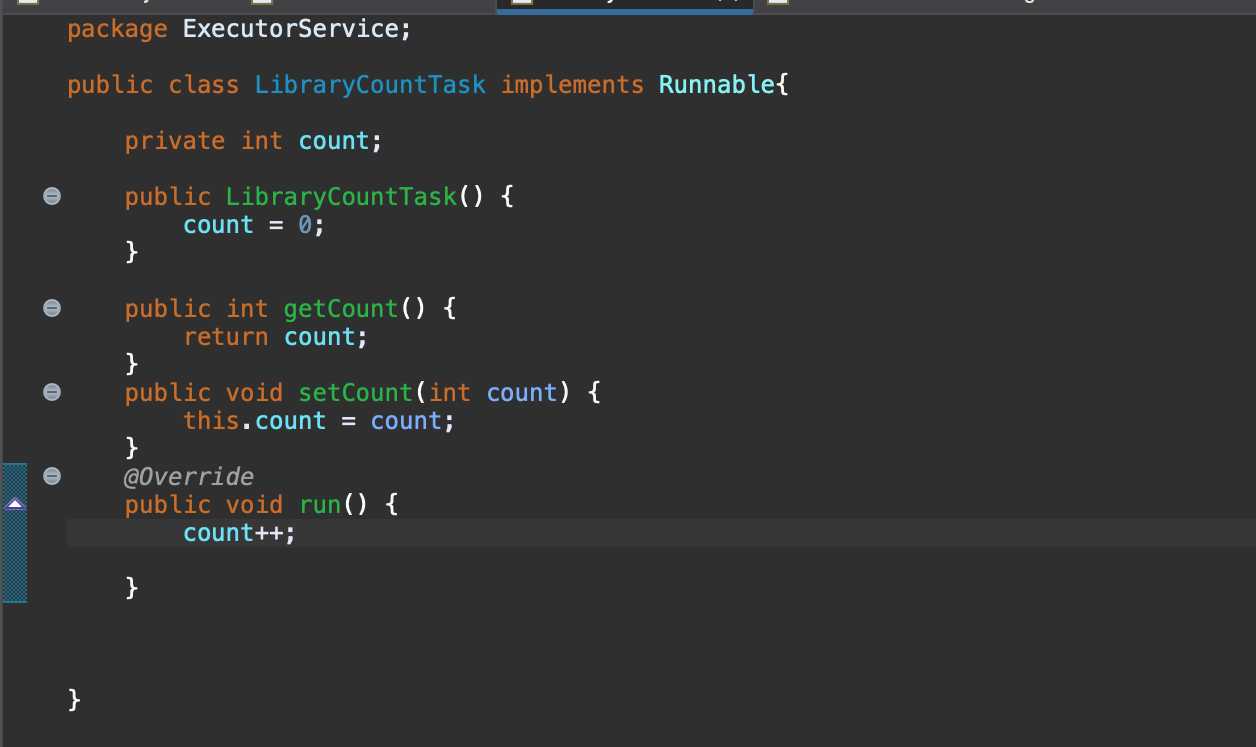 package ExecutorService;
public class LibraryCountTask implements Runnable{
private int count;
public LibraryCountTask() {
count = 0;
}
public int getCount() {
return count;
}
public void setCount(int count) {
this.count = count;
}
@Override
public void run() {
count++;
}
}